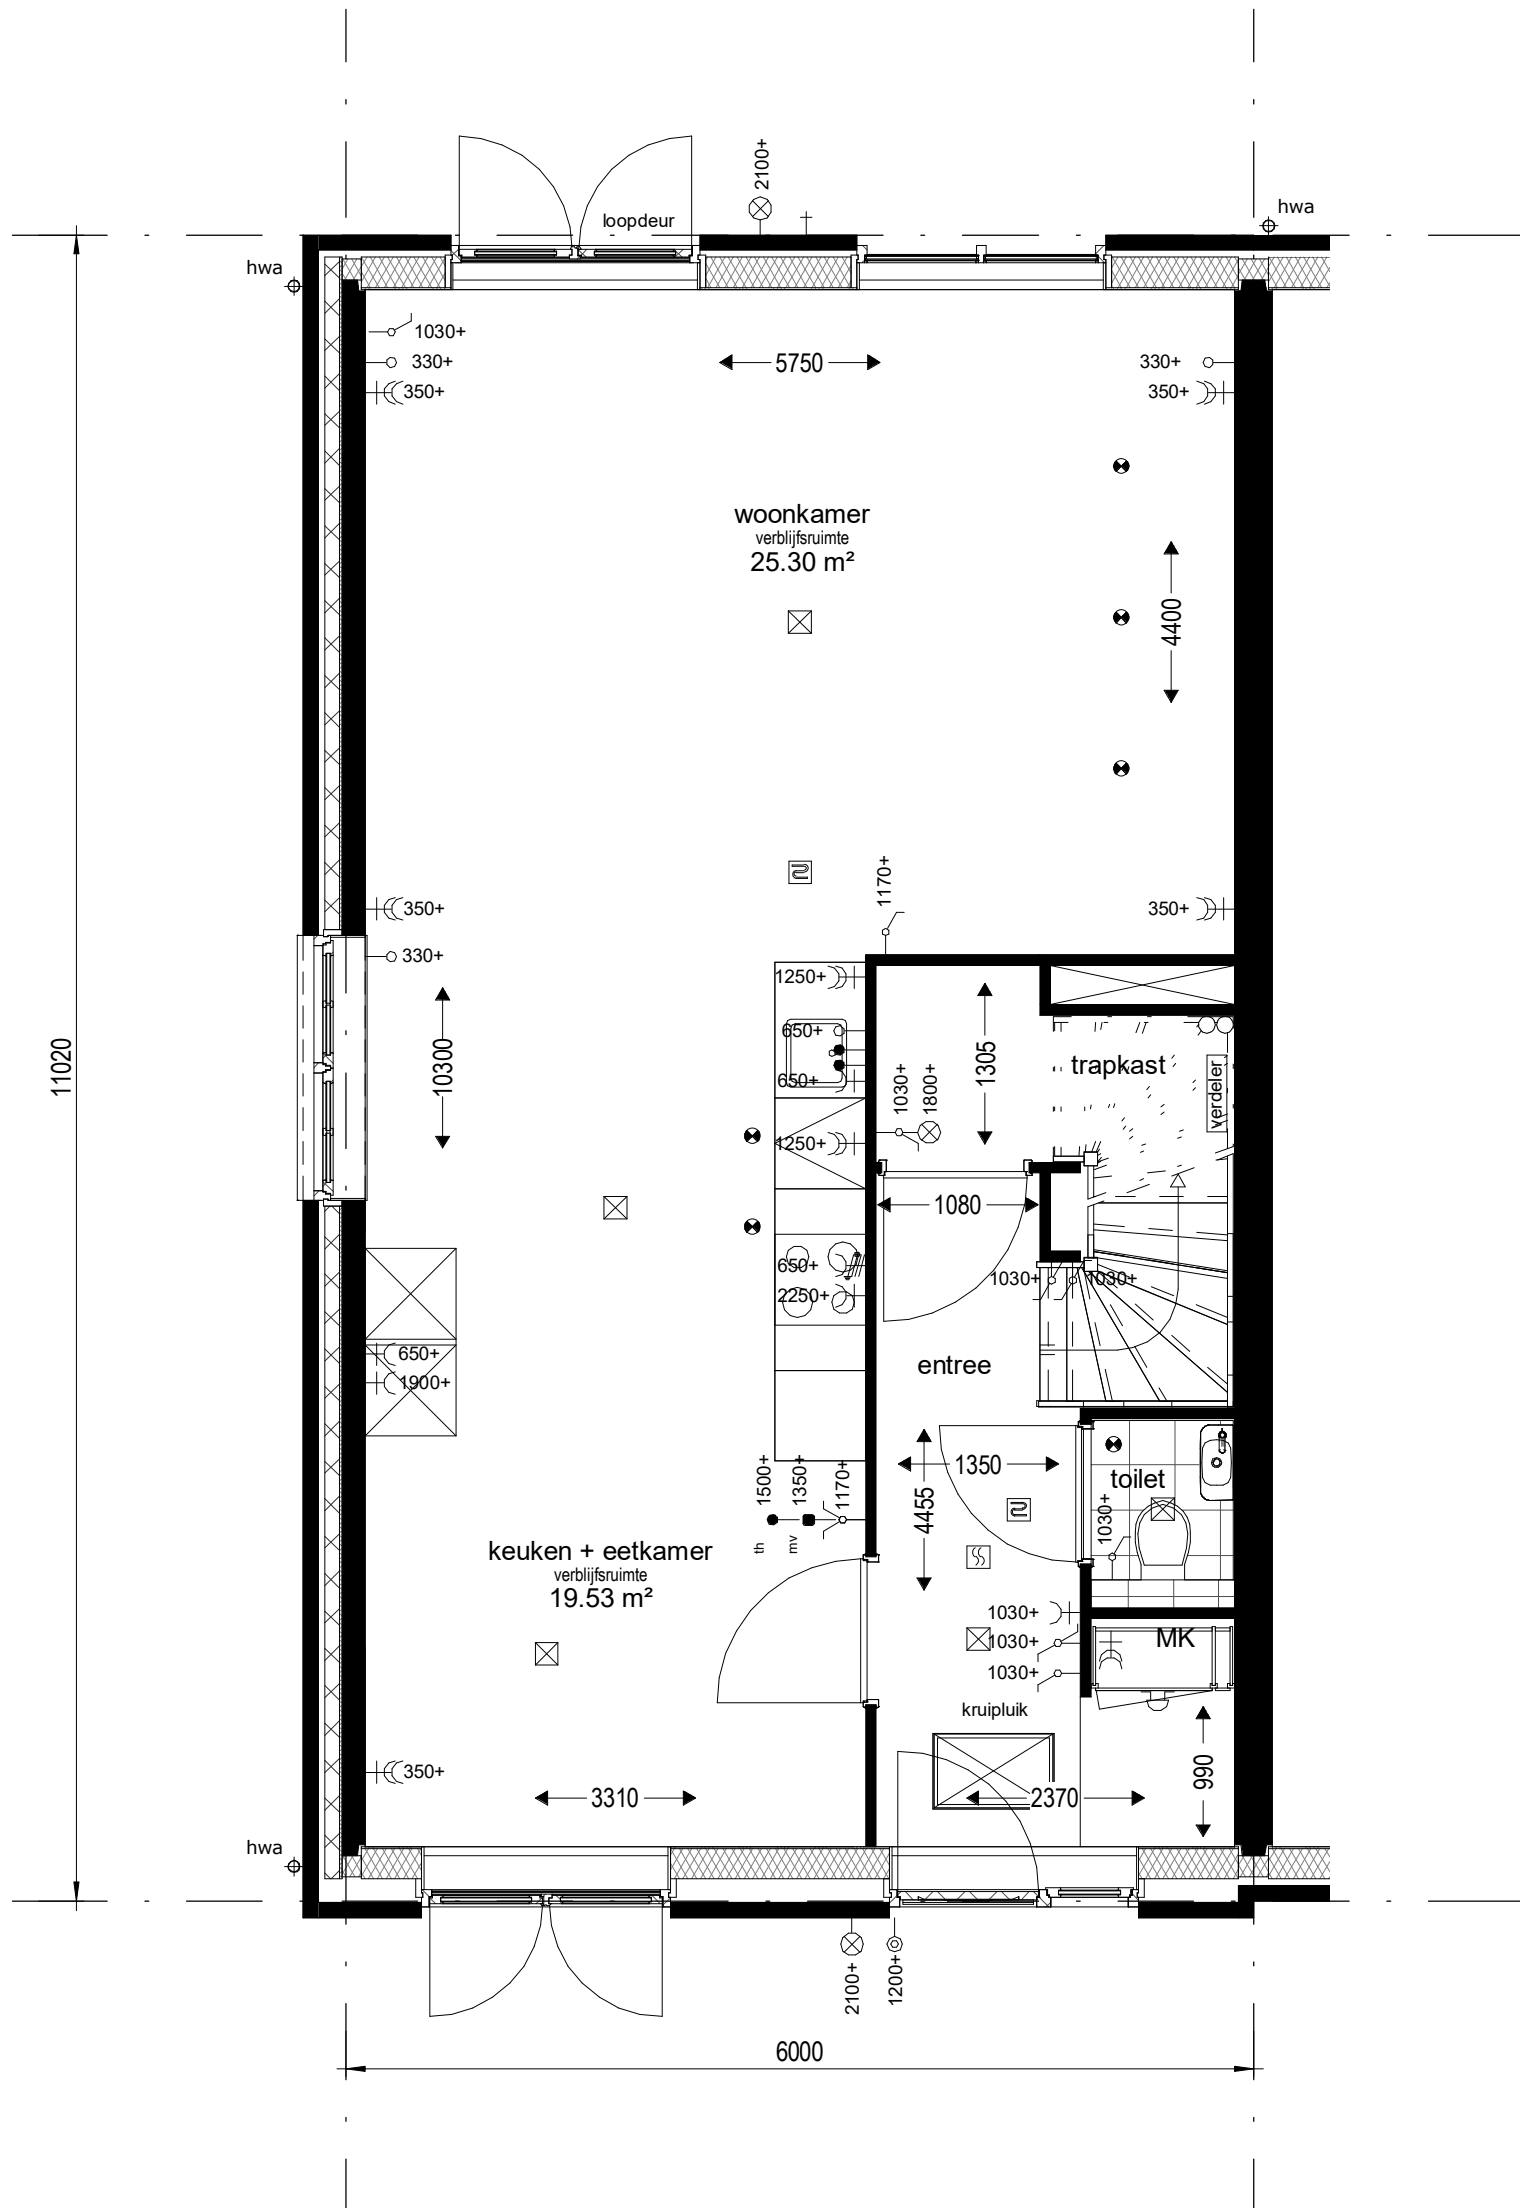 2100+
loopdeur
hwa
hwa
1030+
330+
350+
5750
330+
350+
woonkamer
verblijfsruimte
25.30 m²
4400
1170+
350+
330+
350+
1250+
650+
650+
1250+
1030+
1800+
1305
trapkast
verdeler
11020
10300
1080
650+
2250+
1030+
1030+
650+
1900+
entree
1500+
1350+
1170+
th
mv
1350
4455
toilet
1030+
keuken + eetkamer
verblijfsruimte
19.53 m²
1030+
1030+
1030+
MK
kruipluik
350+
3310
2370
990
hwa
2100+
1200+
6000